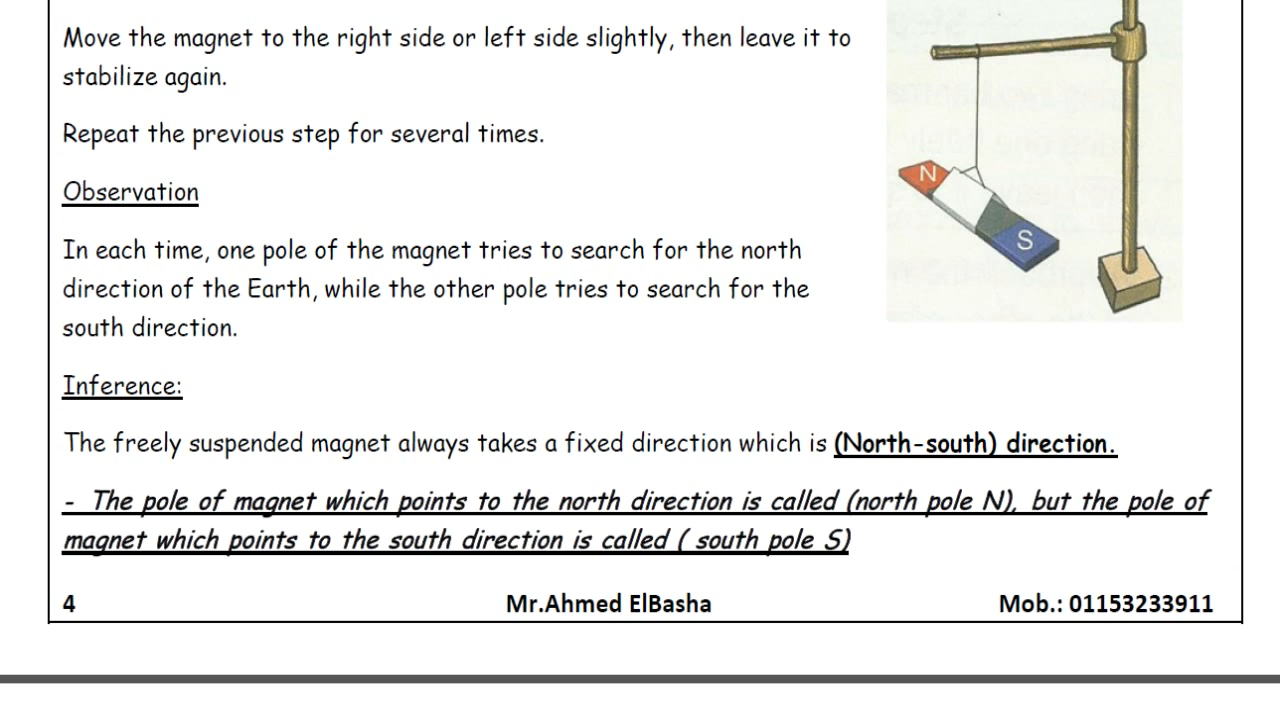 Move the magnet to the right side or left side slightly, then leave it to
stabilize again.
Repeat the previous step for several times.
Observation
In each time, one pole of the magnet tries to search for the north
direction of the Earth, while the other pole tries to search for the
south direction.
Inference:
The freely suspended magnet always takes a fixed direction which is (North-south) direction.
- The pole of magnet which points to the north direction is called (north pole N), but the pole of
magnet which points to the south direction is called ( south pole S)
4 Mr.Ahmed ElBasha Mob.: 01153233911
N
S